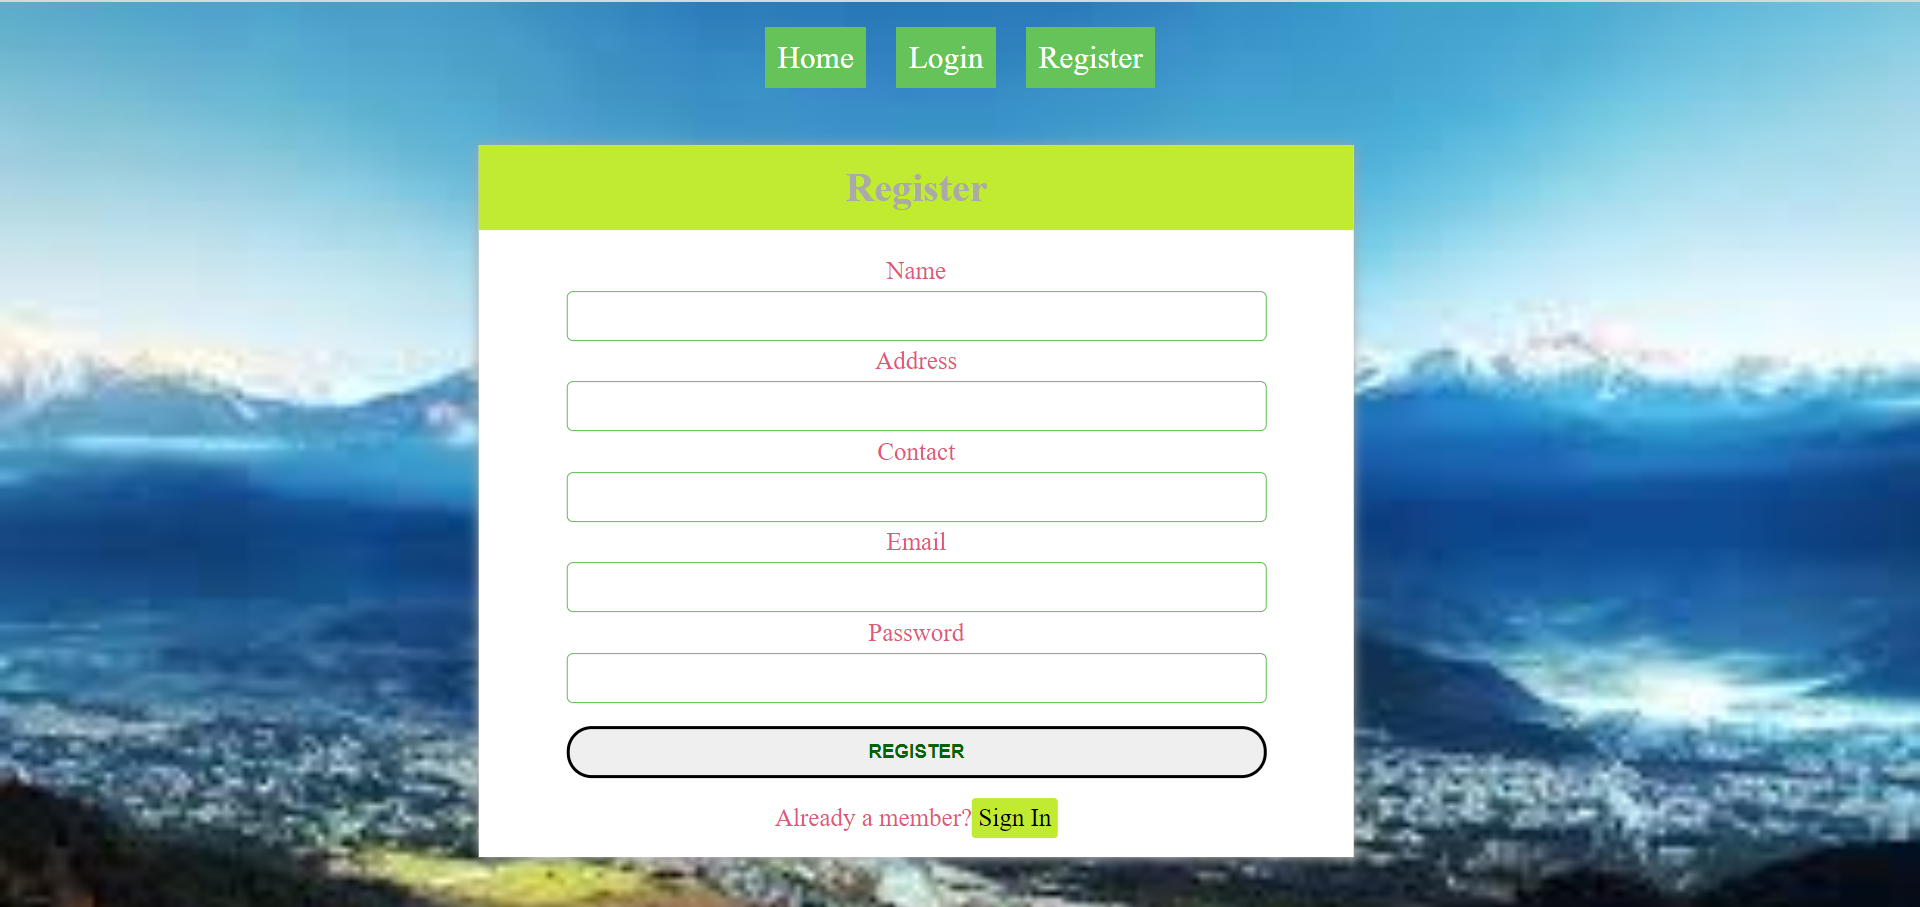 Home Login Register
Register
Name
Address
Contact
Email
Password
REGISTER
Already a member? Sign In